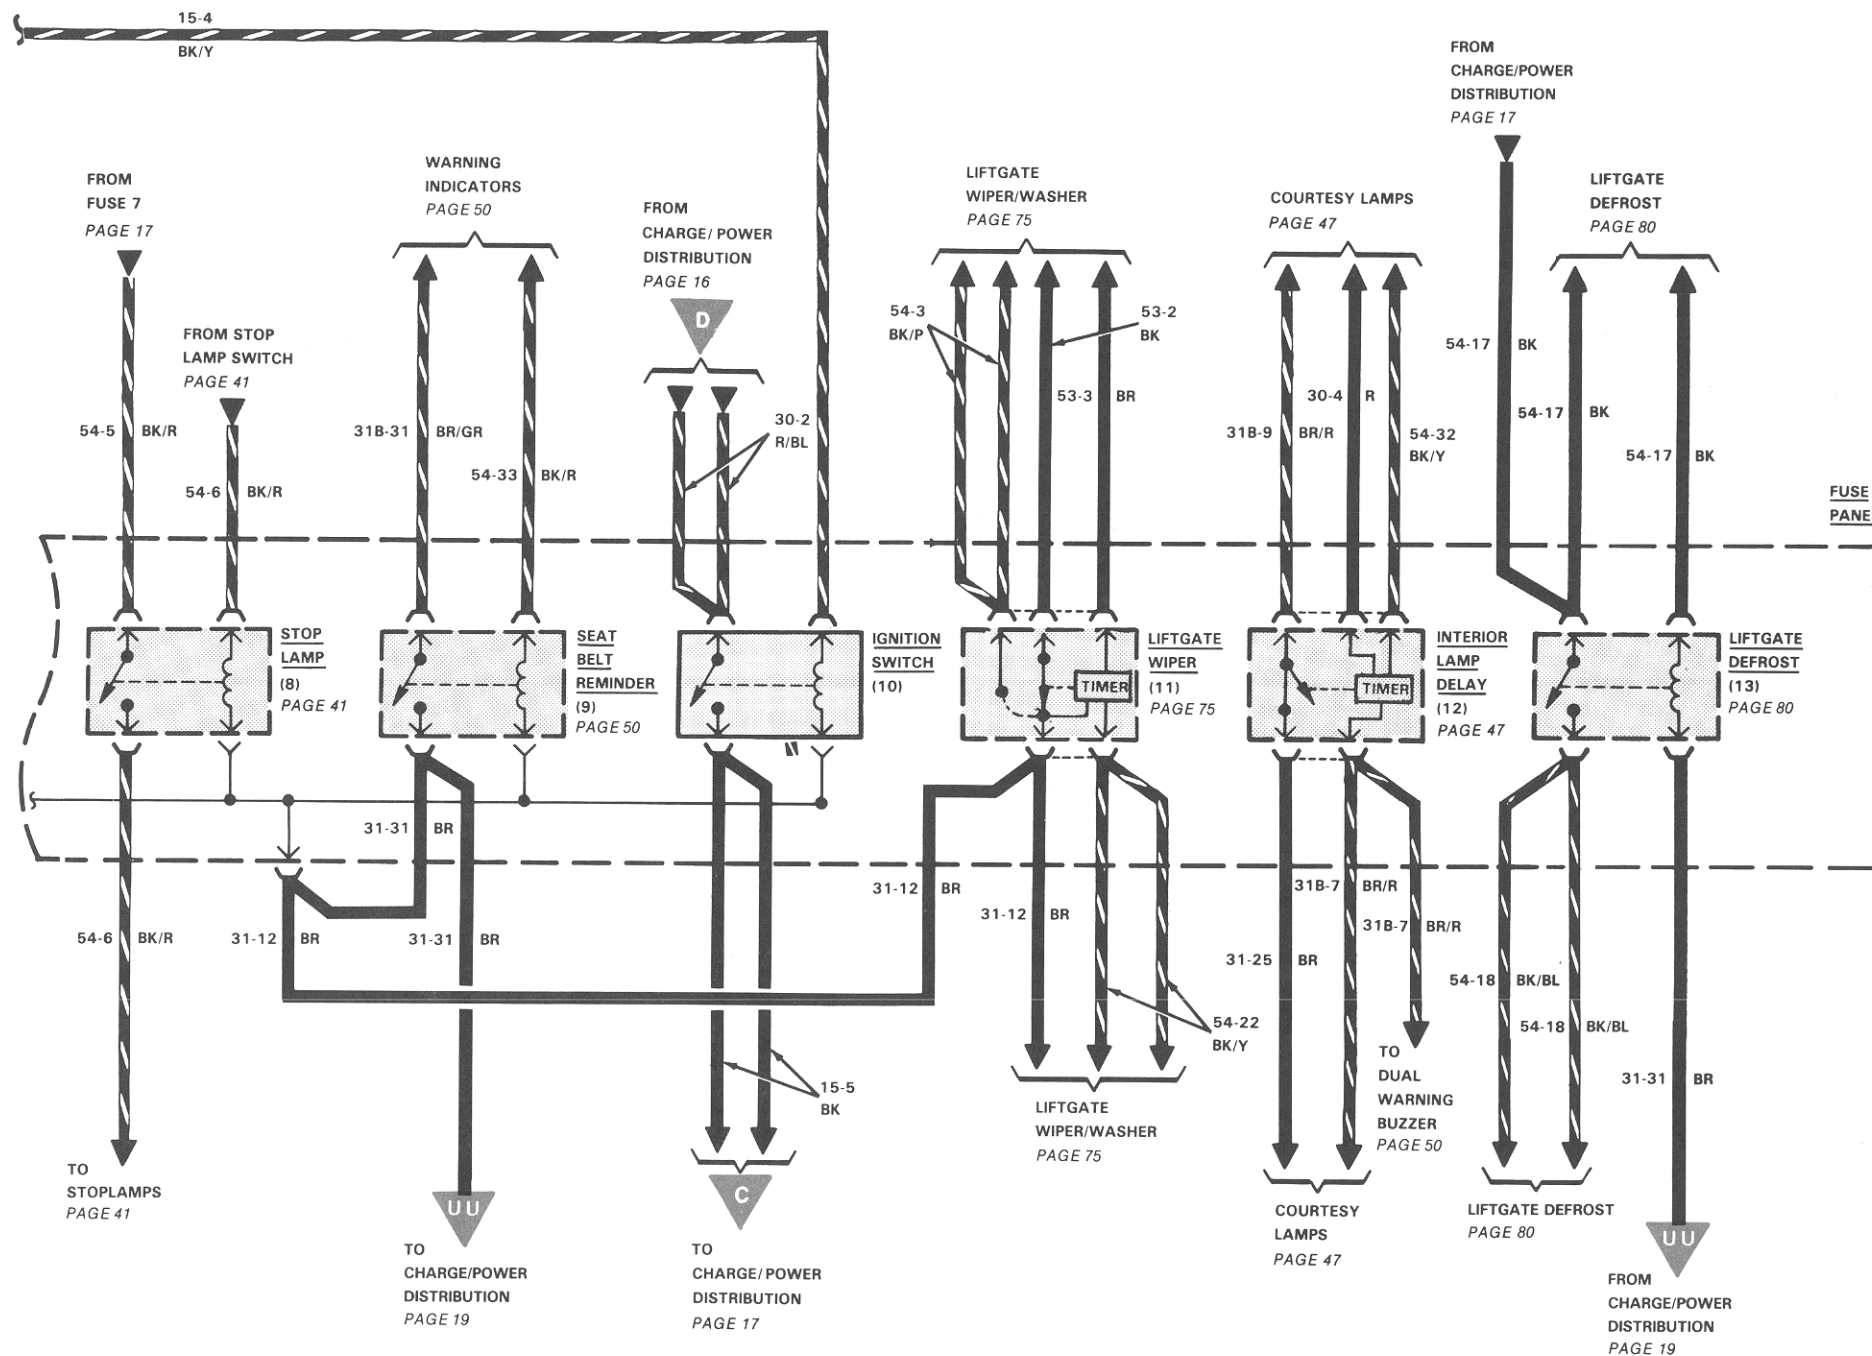 15-4
BK/Y
FROM
CHARGE/POWER
DISTRIBUTION
PAGE 17
FROM
FUSE 7
PAGE 17
WARNING
INDICATORS
PAGE 50
FROM
CHARGE/ POWER
DISTRIBUTION
PAGE 16
D
LIFTGATE
WIPER/WASHER
PAGE 75
COURTESY LAMPS
PAGE 47
LIFTGATE
DEFROST
PAGE 80
FROM STOP
LAMP SWITCH
PAGE 41
54-5 BK/R
54-6 BK/R
31B-31 BR/GR
54-33 BK/R
30-2
R/BL
54-3
BK/P
53-2
BK
53-3 BR
31B-9 BR/R
30-4 R
54-32
BK/Y
54-17 BK
54-17 BK
54-17 BK
FUSE
PANE
STOP
LAMP
(8)
PAGE 41
SEAT
BELT
REMINDER
(9)
PAGE 50
IGNITION
SWITCH
(10)
TIMER
LIFTGATE
WIPER
(11)
PAGE 75
TIMER
INTERIOR
LAMP
DELAY
(12)
PAGE 47
LIFTGATE
DEFROST
(13)
PAGE 80
31-31 BR
54-6 BK/R
31-12 BR
31-31 BR
31-12 BR
31-12 BR
31B-7 BR/R
31B-7 BR/R
31-25 BR
54-18 BK/BL
54-18 BK/BL
54-22
BK/Y
15-5
BK
31-31 BR
TO
STOPLAMPS
PAGE 41
UU
TO
CHARGE/POWER
DISTRIBUTION
PAGE 19
C
TO
CHARGE/POWER
DISTRIBUTION
PAGE 17
LIFTGATE
WIPER/WASHER
PAGE 75
COURTESY
LAMPS
PAGE 47
TO
DUAL
WARNING
BUZZER
PAGE 50
LIFTGATE DEFROST
PAGE 80
UU
FROM
CHARGE/POWER
DISTRIBUTION
PAGE 19